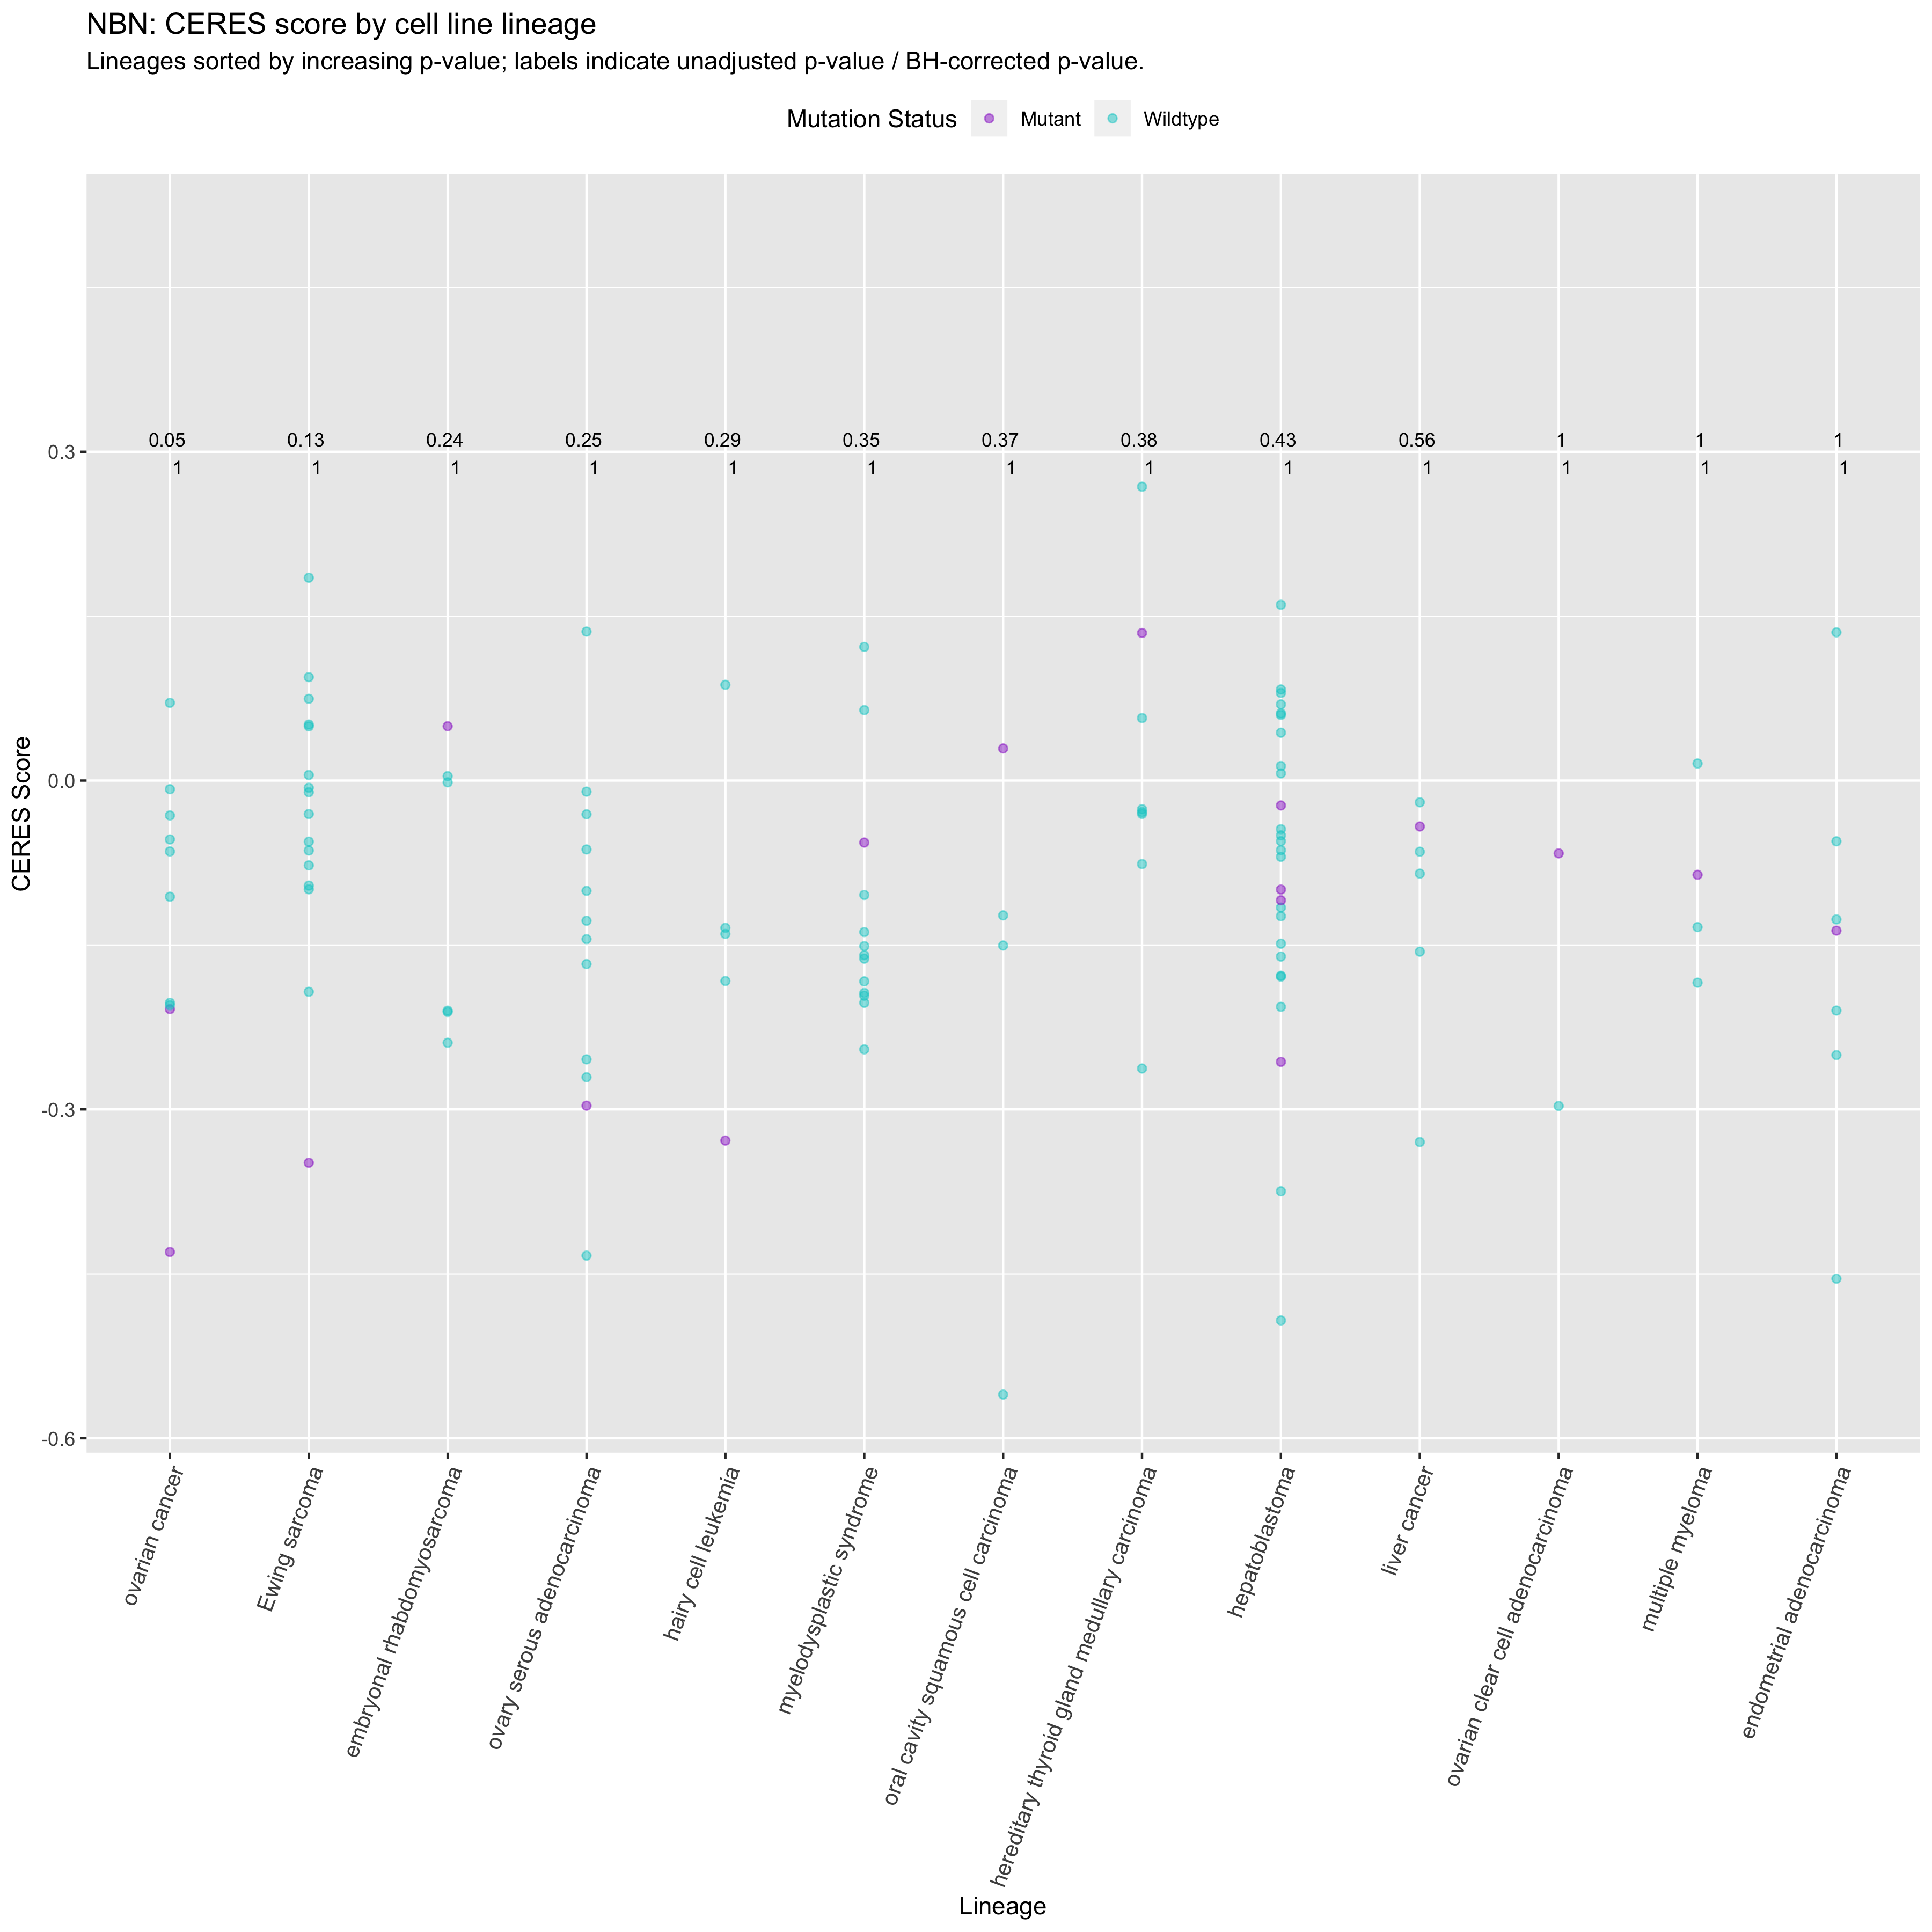 NBN: CERES score by cell line lineage
Lineages sorted by increasing p-value; labels indicate unadjusted p-value / BH-corrected p-value.
Mutation Status Mutant Wildtype
0.05 0.13 0.24 0.25 0.29 0.35 0.37 0.38 0.43 0.56 1 1 1
1 1 1 1 1 1 1 1 1 1 1 1 1
0.3
0.0
-0.3
-0.6
CERES Score
ovarian cancer
Ewing sarcoma
embryonal rhabdomyosarcoma
ovary serous adenocarcinoma
hairy cell leukemia
myelodysplastic syndrome
oral cavity squamous cell carcinoma
hereditary thyroid gland medullary carcinoma
hepatoblastoma
liver cancer
ovarian clear cell adenocarcinoma
multiple myeloma
endometrial adenocarcinoma
Lineage